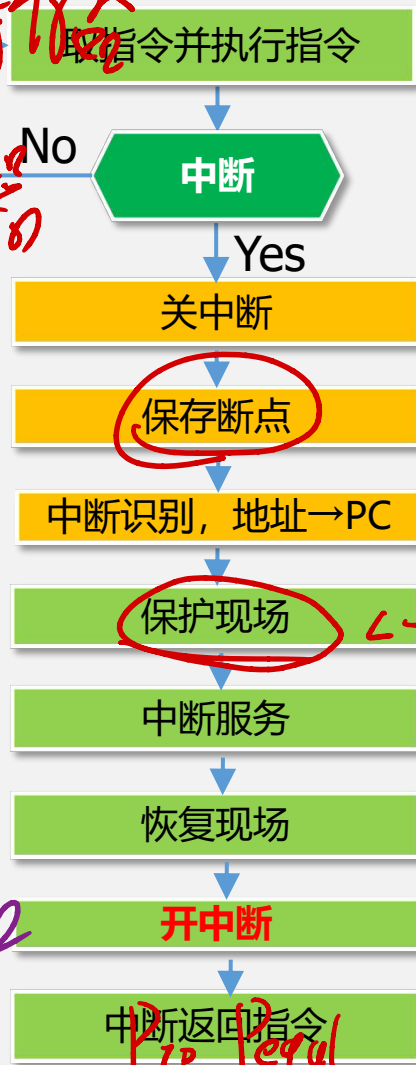 取指令并执行指令
No
中断
Yes
关中断
保存断点
中断识别，地址→PC
保护现场
中断服务
恢复现场
开中断
中断返回指令